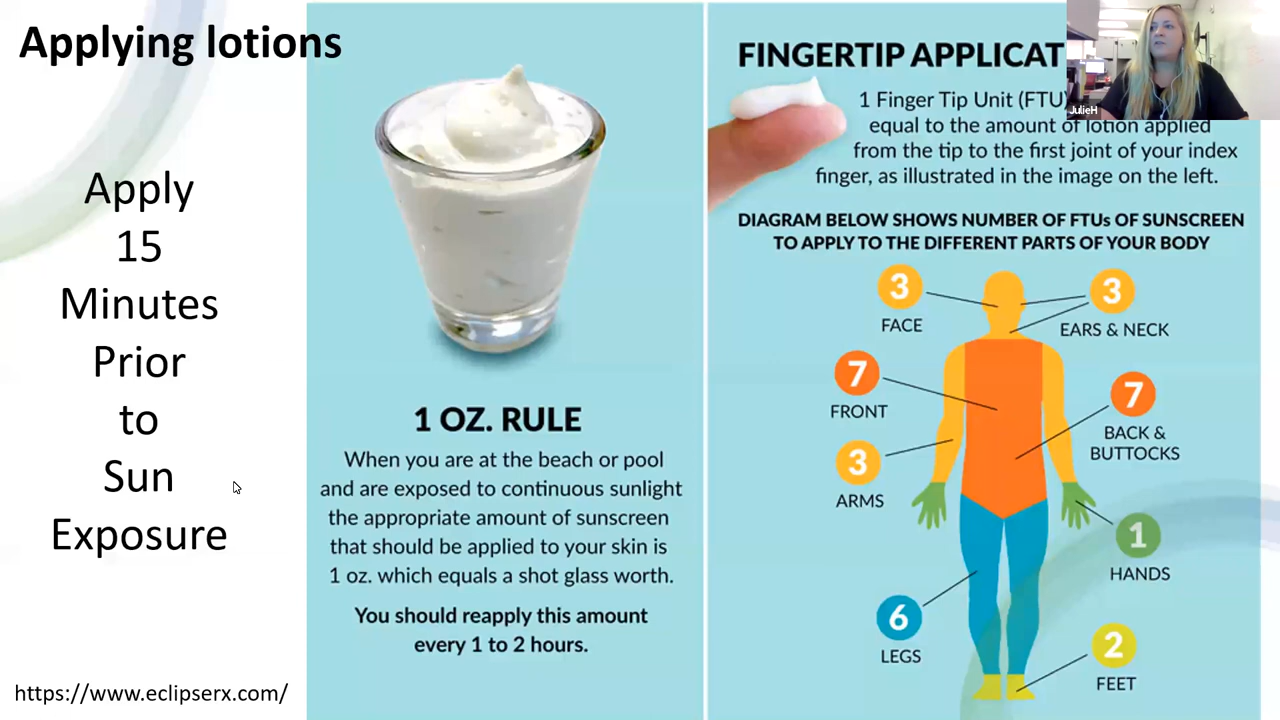 Applying lotions
Apply
15
Minutes
Prior
to
Sun
Exposure
https://www.eclipserx.com/
1 OZ. RULE
When you are at the beach or pool
and are exposed to continuous sunlight
the appropriate amount of sunscreen
that should be applied to your skin is
1 oz. which equals a shot glass worth.
You should reapply this amount
every 1 to 2 hours.
FINGERTIP APPLICAT
1 Finger Tip Unit (FTU)
equal to the amount of lotion applied
from the tip to the first joint of your index
finger, as illustrated in the image on the left.
DIAGRAM BELOW SHOWS NUMBER OF FTUs OF SUNSCREEN
TO APPLY TO THE DIFFERENT PARTS OF YOUR BODY
3
FACE
3
EARS & NECK
7
FRONT
7
BACK &
BUTTOCKS
3
ARMS
1
HANDS
6
LEGS
2
FEET
JulieH